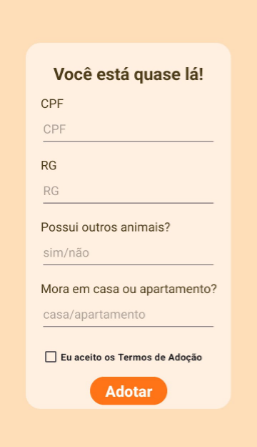 Você está quase lá!
CPF
CPF
RG
RG
Possui outros animais?
sim/não
Mora em casa ou apartamento?
casa/apartamento
Eu aceito os Termos de Adoção
Adotar